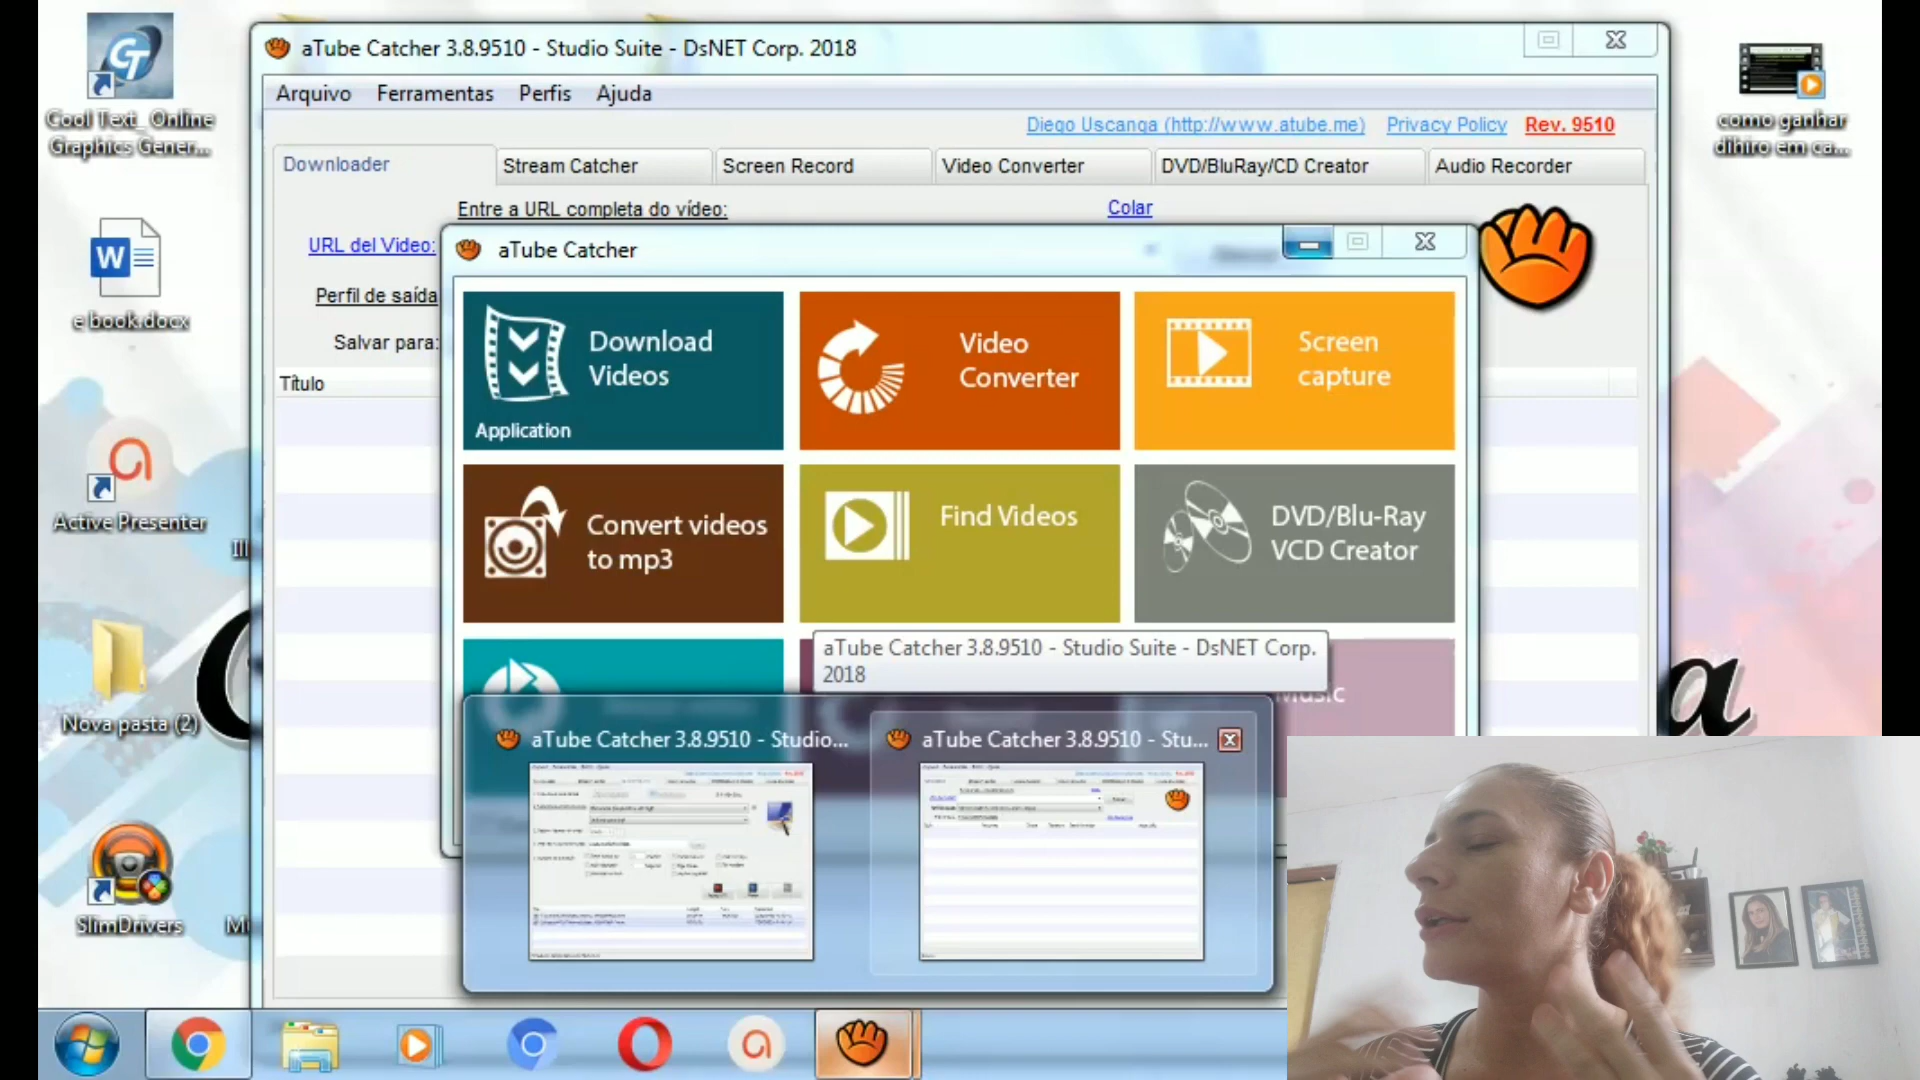 aTube Catcher 3.8.9510 - Studio Suite - DsNET Corp. 2018
Arquivo Ferramentas Perfis Ajuda
Diego Uscanga (http://www.atube.me) Privacy Policy Rev. 9510
Downloader Stream Catcher Screen Record Video Converter DVD/BluRay/CD Creator Audio Recorder
Entre a URL completa do vídeo: Colar
URL del Video:
Perfil de saída
Salvar para:
Título
aTube Catcher
Download
Videos
Application
Video
Converter
Screen
capture
Convert videos
to mp3
Find Videos
DVD/Blu-Ray
VCD Creator
Music
aTube Catcher 3.8.9510 - Studio Suite - DsNET Corp.
2018
aTube Catcher 3.8.9510 - Studio...
aTube Catcher 3.8.9510 - Stu...
Cool Text_ Online
Graphics Gener...
e book.docx
Active Presenter
Nova pasta (2)
SlimDrivers
como ganhar
dihiro em ca...
a